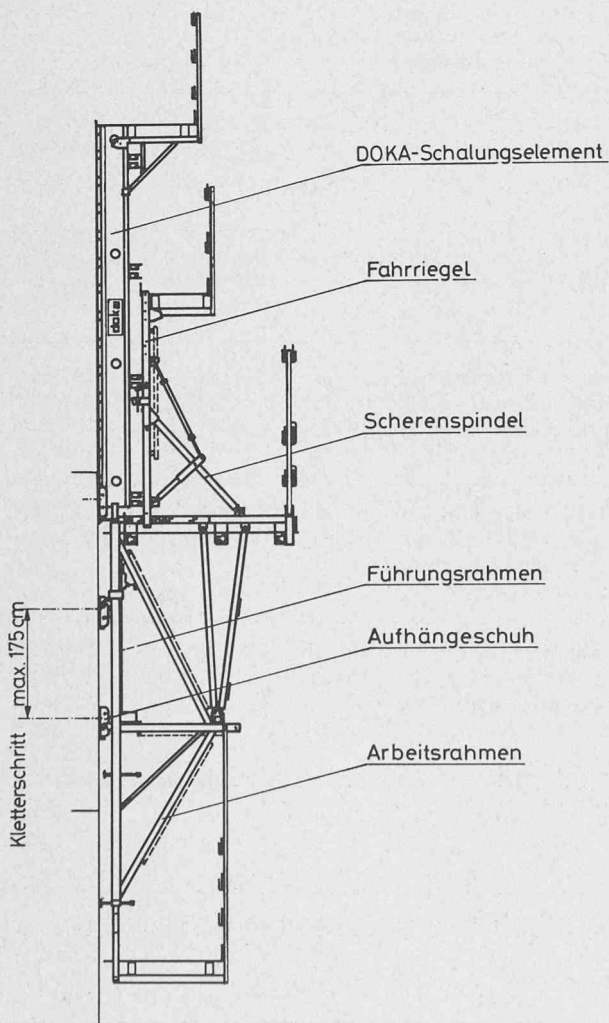 DOKA-Schalungselement
doka
Fahrriegel
Scherenspindel
Führungsrahmen
Aufhängeschuh
Arbeitsrahmen
Kletterschritt max. 175 cm